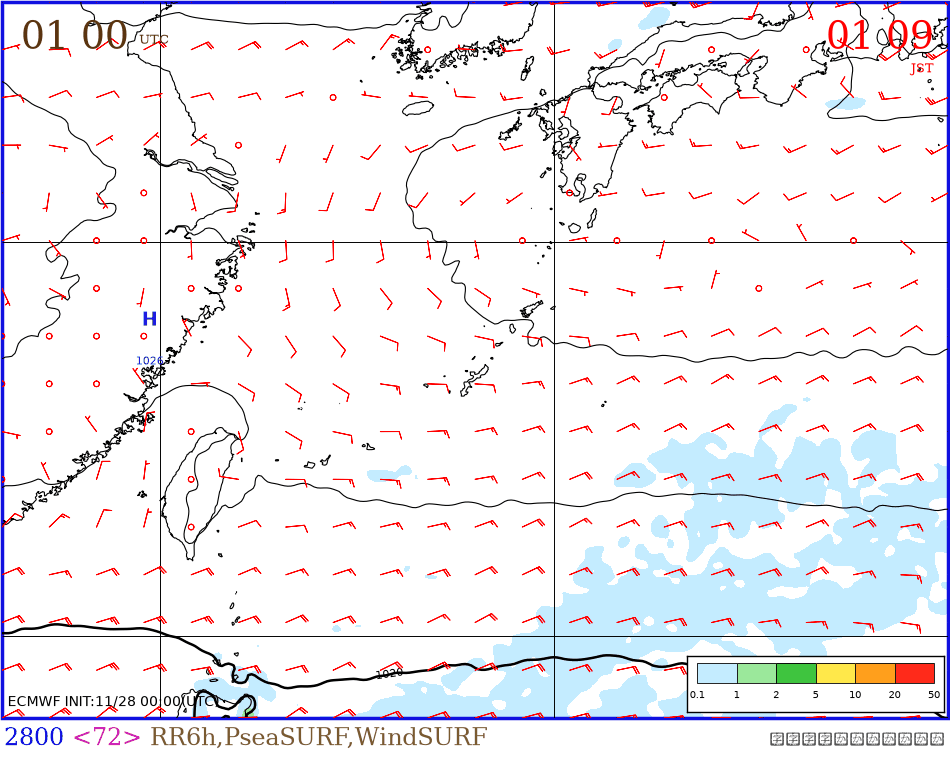 01 00 UTC
01 09
JST
H
1026
1020
0.1 1 2 5 10 20 50
ECMWF INIT:11/28 00:00(UTC)
2800 <72> RR6h,PseaSURF,WindSURF